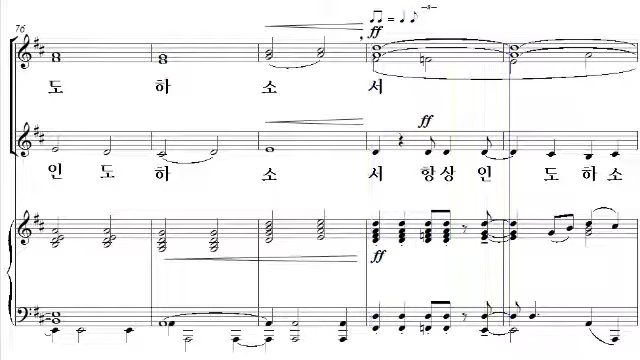 76
ff
도 하 소 서
ff
인 도 하 소 서 항상 인 도 하 소
ff